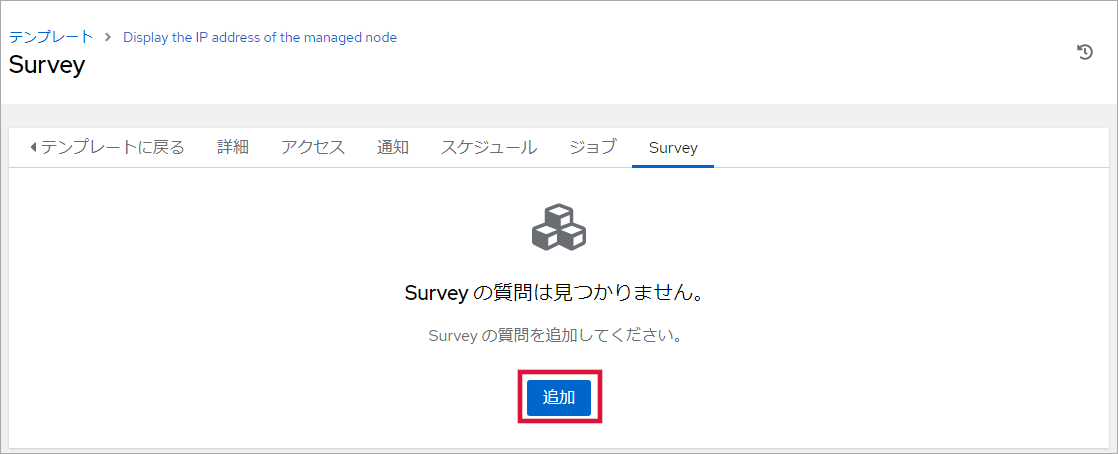 テンプレート > Display the IP address of the managed node
Survey
テンプレートに戻る 詳細 アクセス 通知 スケジュール ジョブ Survey
Survey の質問は見つかりません。
Survey の質問を追加してください。
追加